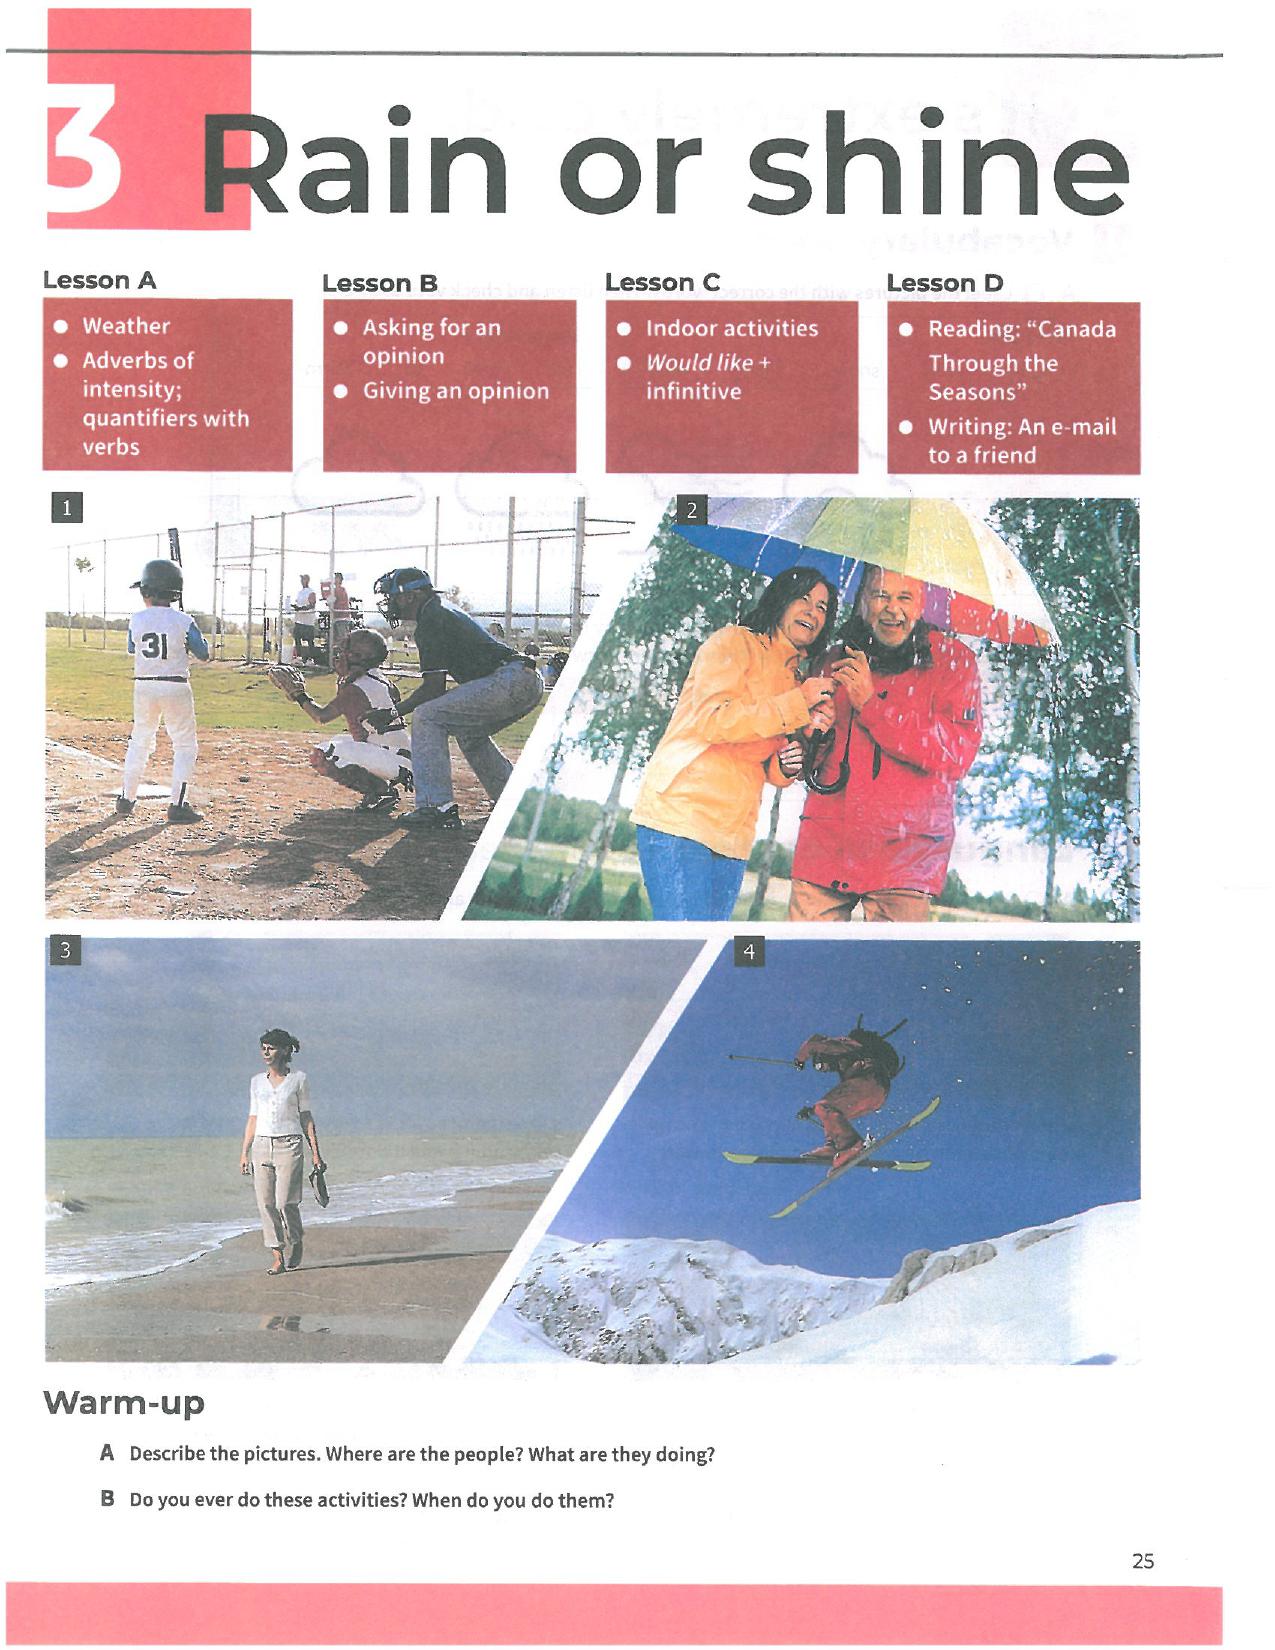 3 Rain or shine
Lesson A
● Weather
● Adverbs of
intensity;
quantifiers with
verbs
Lesson B
● Asking for an
opinion
● Giving an opinion
Lesson C
● Indoor activities
● Would like +
infinitive
Lesson D
● Reading: “Canada
Through the
Seasons”
● Writing: An e-mail
to a friend
1
31
2
3
4
Warm-up
A Describe the pictures. Where are the people? What are they doing?
B Do you ever do these activities? When do you do them?
25